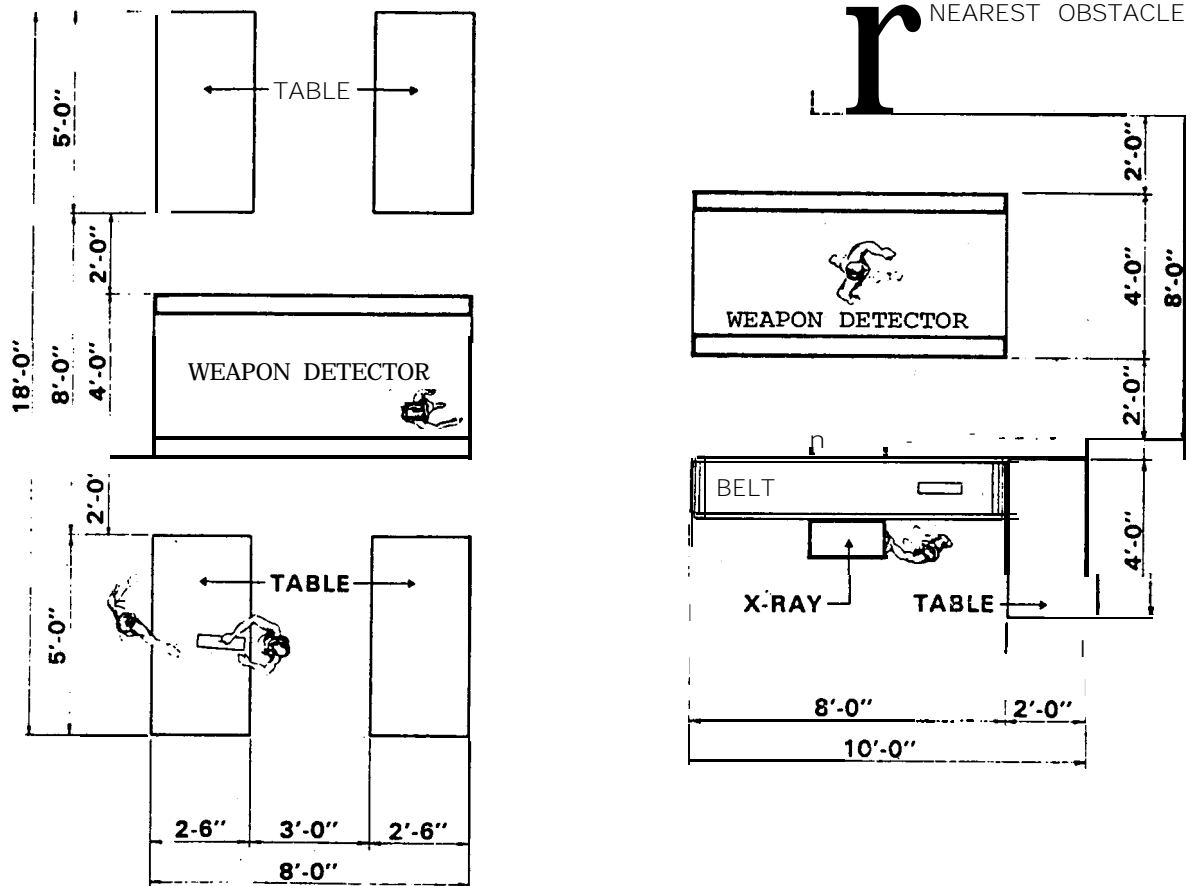 TABLE
5'-0"
2'-0"
18'-0"
8'-0"
4'-0"
WEAPON DETECTOR
2'-0'
TABLE
5'-0"
2-6"
3'-0"
2'-6"
8'-0"
r NEAREST OBSTACLE
2'-0"
WEAPON DETECTOR
4'-0"
8'-0"
2'-0"
n
BELT
4'-0"
X-RAY
TABLE
8'-0"
2'-0"
10'-0"